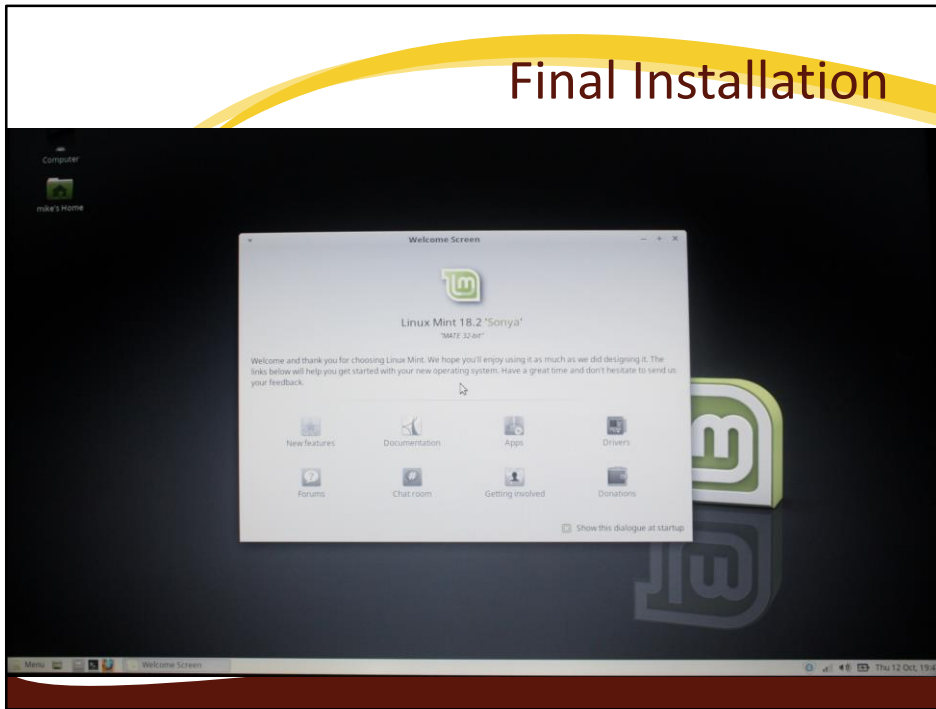 Final Installation
Computer
mike's Home
Welcome Screen
Linux Mint 18.2 "Sonya"
"MATE 32-bit"
Welcome and thank you for choosing Linux Mint. We hope you'll enjoy using it as much as we did designing it. The
links below will help you get started with your new operating system. Have a great time and don't hesitate to send us
your feedback.
New features Documentation Apps Drivers
Forums Chat room Getting involved Donations
Show this dialogue at startup
Menu Welcome Screen Thu 12 Oct,